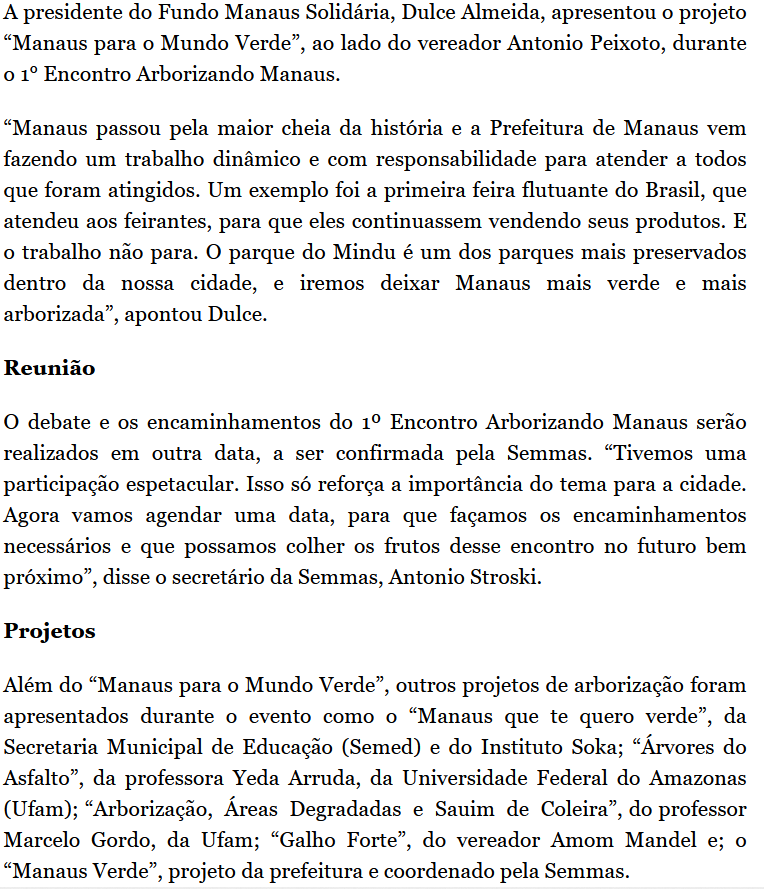 A presidente do Fundo Manaus Solidária, Dulce Almeida, apresentou o projeto
“Manaus para o Mundo Verde”, ao lado do vereador Antonio Peixoto, durante
o 1° Encontro Arborizando Manaus.
“Manaus passou pela maior cheia da história e a Prefeitura de Manaus vem
fazendo um trabalho dinâmico e com responsabilidade para atender a todos
que foram atingidos. Um exemplo foi a primeira feira flutuante do Brasil, que
atendeu aos feirantes, para que eles continuassem vendendo seus produtos. E
o trabalho não para. O parque do Mindu é um dos parques mais preservados
dentro da nossa cidade, e iremos deixar Manaus mais verde e mais
arborizada”, apontou Dulce.
Reunião
O debate e os encaminhamentos do 1º Encontro Arborizando Manaus serão
realizados em outra data, a ser confirmada pela Semmas. “Tivemos uma
participação espetacular. Isso só reforça a importância do tema para a cidade.
Agora vamos agendar uma data, para que façamos os encaminhamentos
necessários e que possamos colher os frutos desse encontro no futuro bem
próximo”, disse o secretário da Semmas, Antonio Stroski.
Projetos
Além do “Manaus para o Mundo Verde”, outros projetos de arborização foram
apresentados durante o evento como o “Manaus que te quero verde”, da
Secretaria Municipal de Educação (Semed) e do Instituto Soka; “Árvores do
Asfalto”, da professora Yeda Arruda, da Universidade Federal do Amazonas
(Ufam); “Arborização, Áreas Degradadas e Sauim de Coleira”, do professor
Marcelo Gordo, da Ufam; “Galho Forte”, do vereador Amom Mandel e; o
“Manaus Verde”, projeto da prefeitura e coordenado pela Semmas.